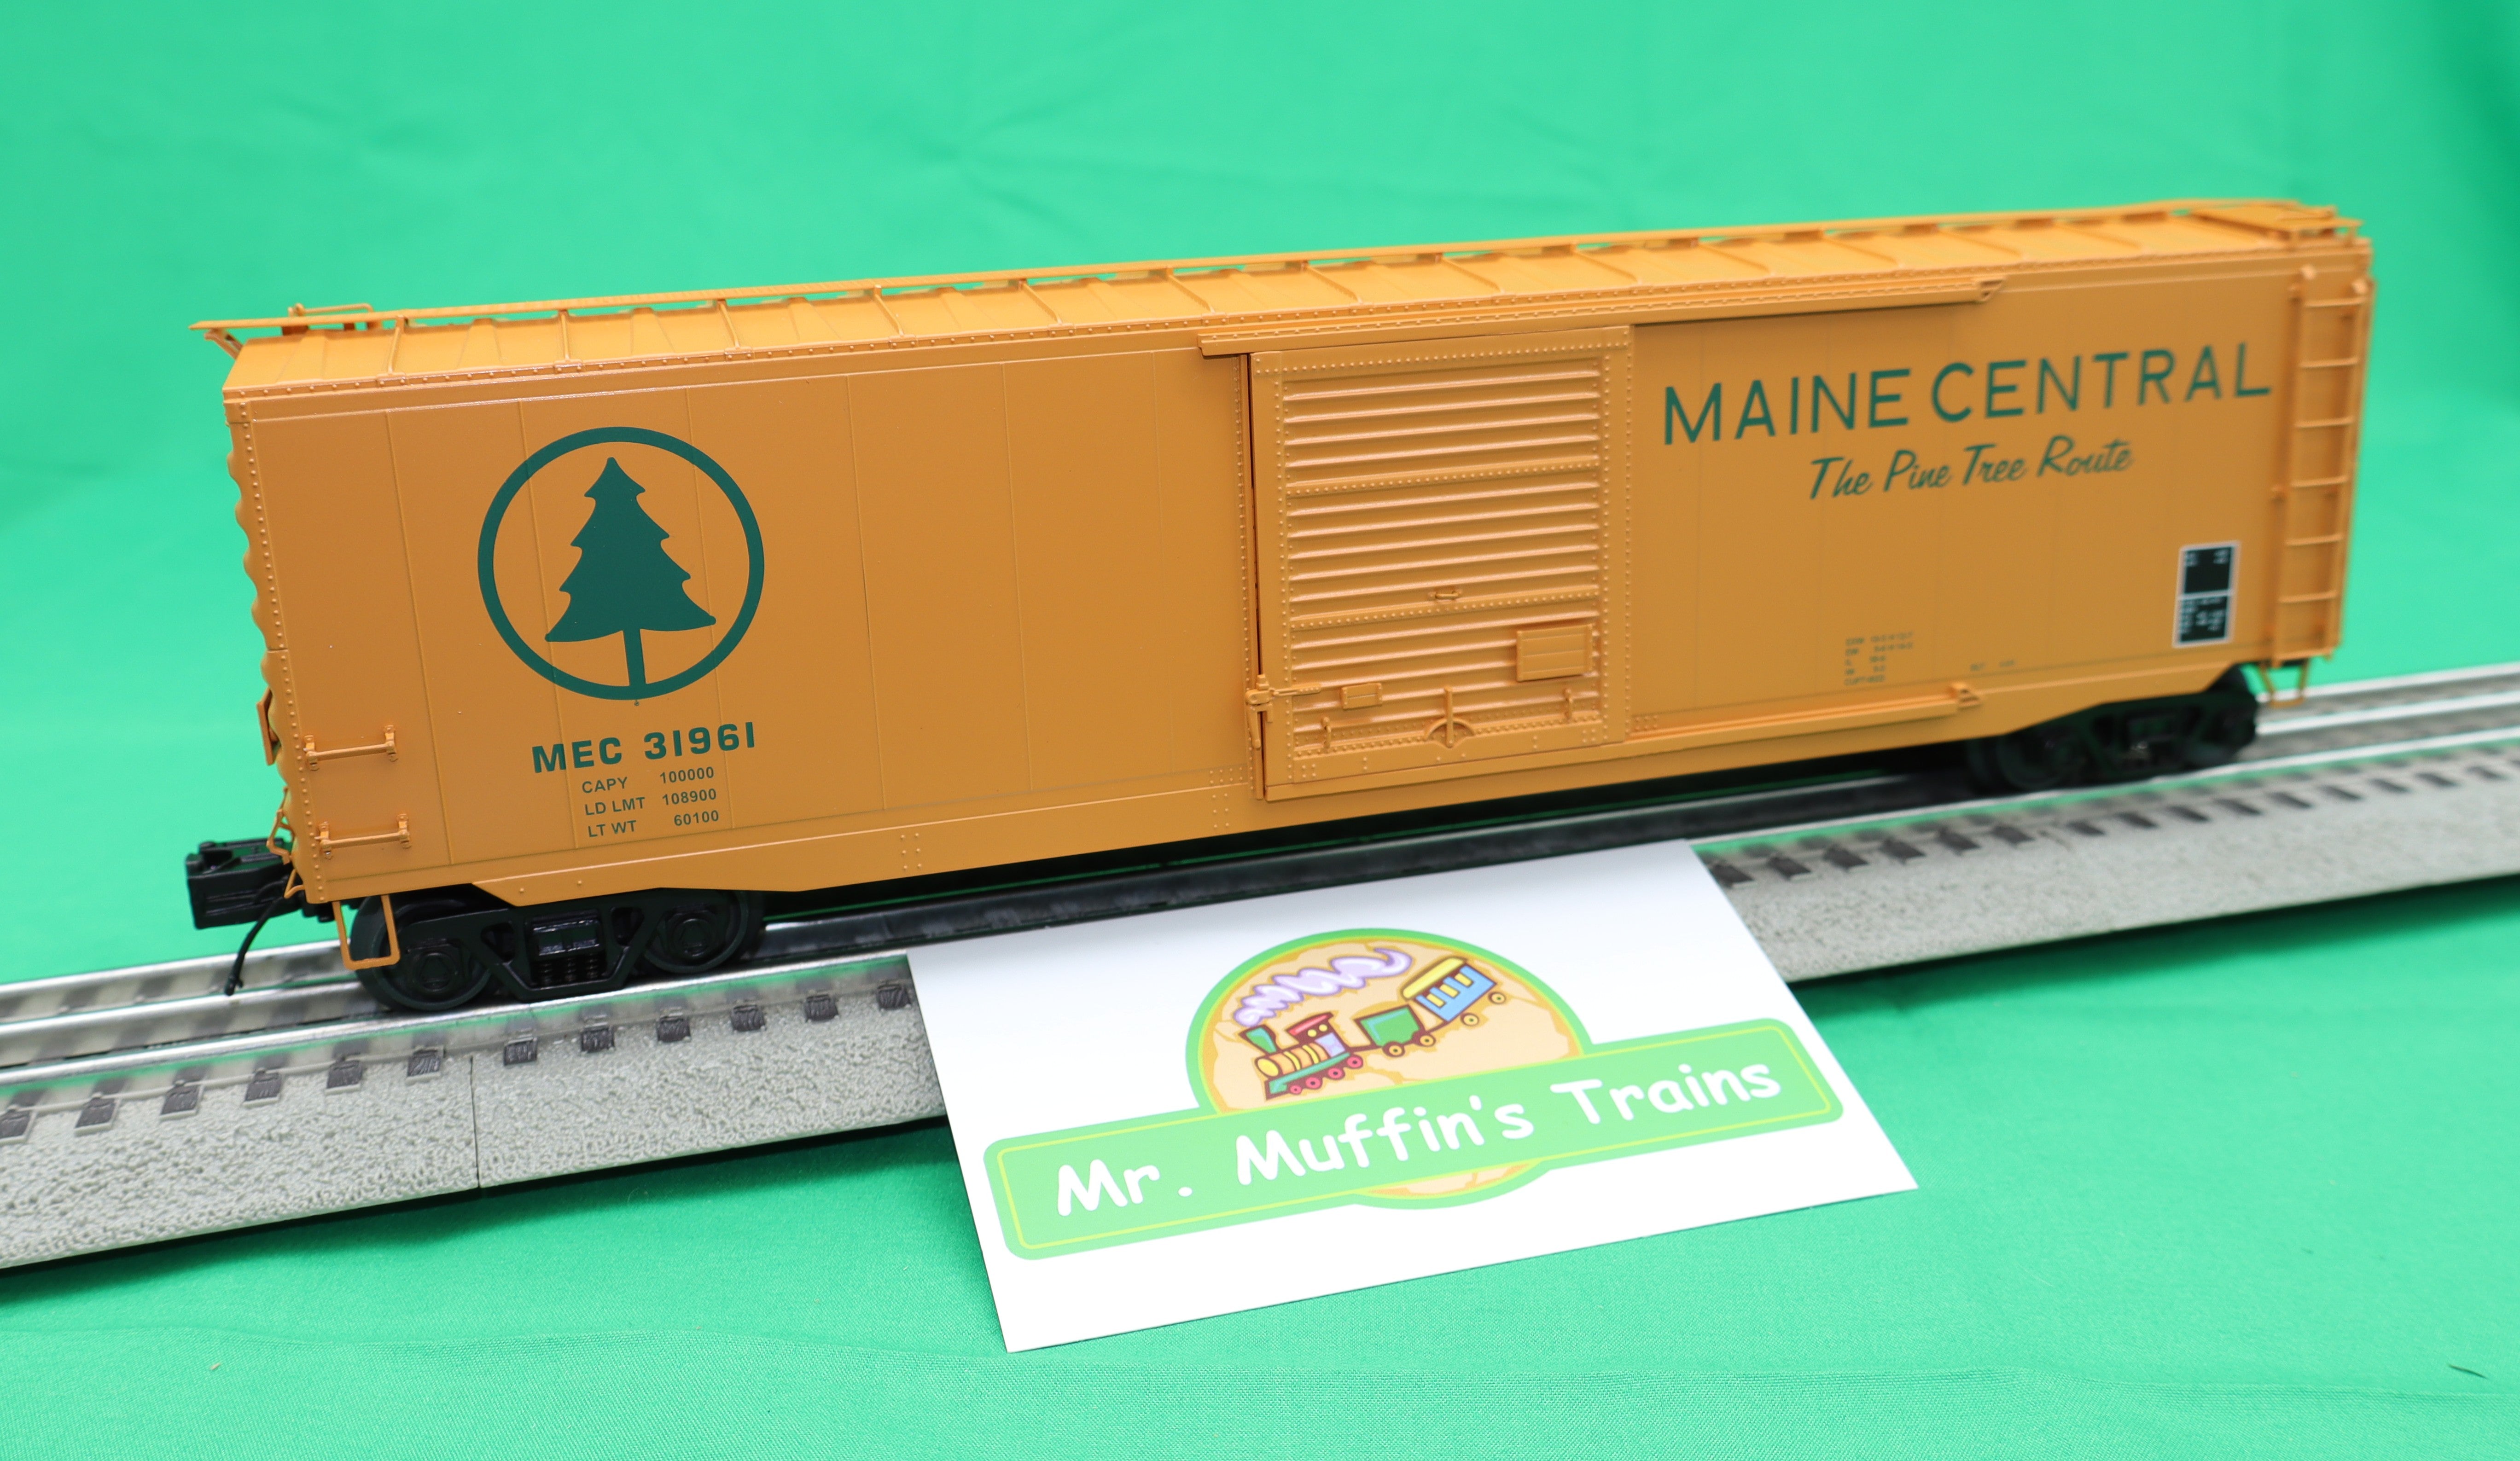 MAINE CENTRAL
The Pine Tree Route
MEC 31961
CAPY 100000
LD LMT 108900
LT WT 60100
Mr. Muffin's Trains